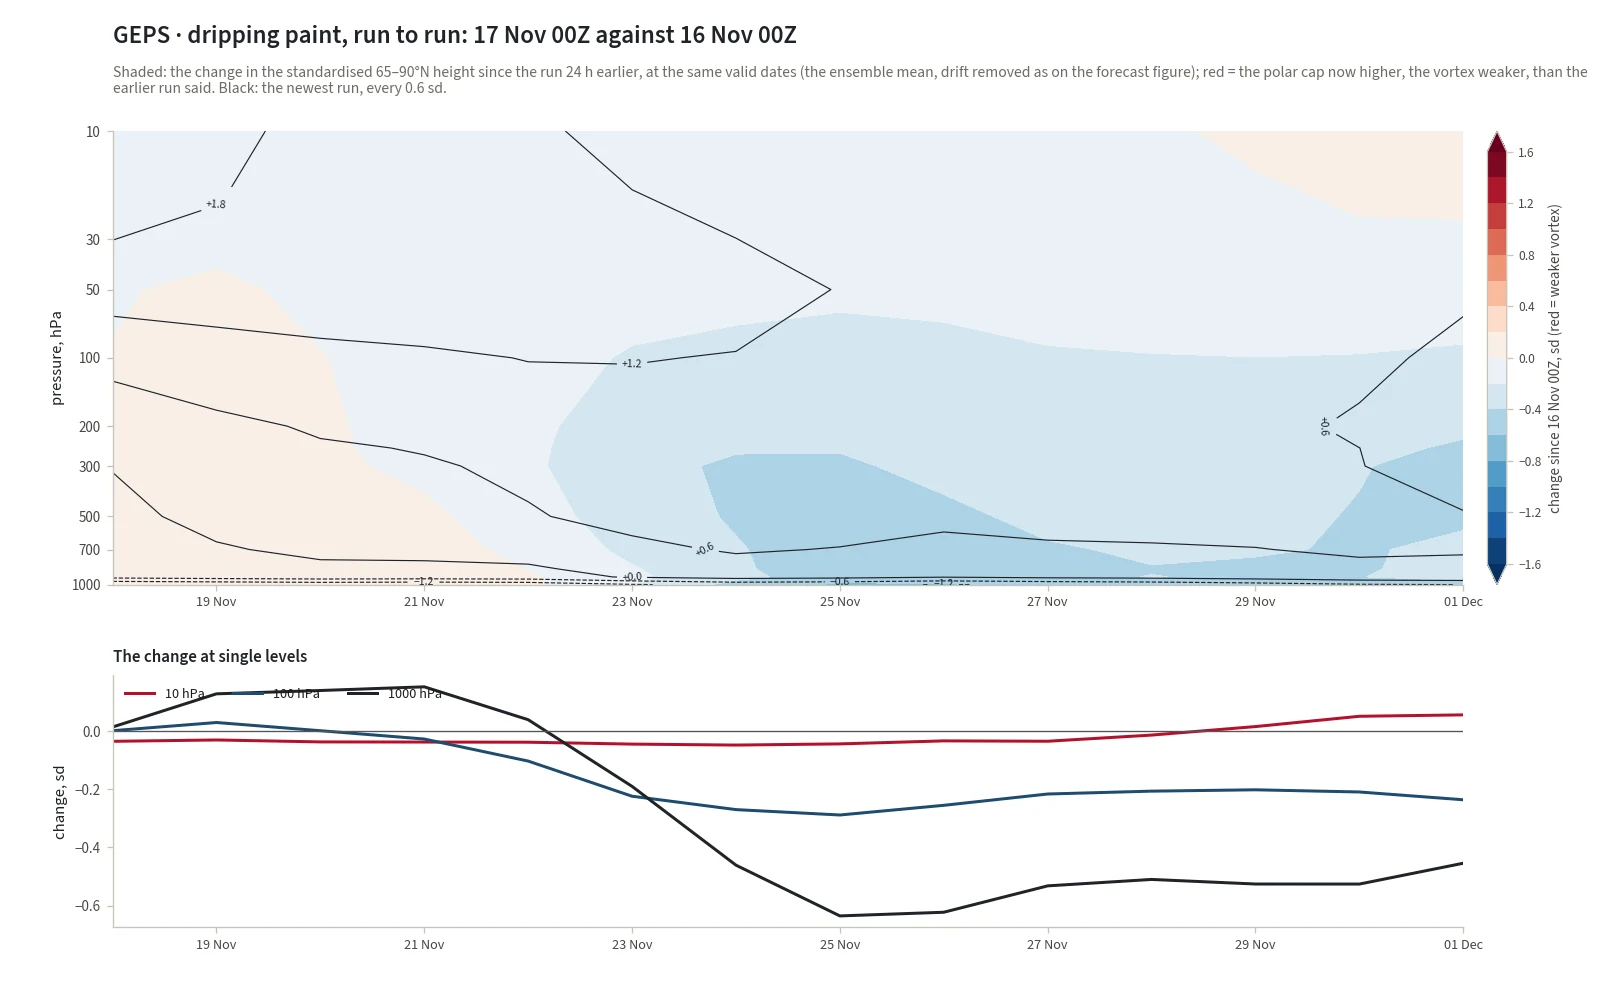 GEPS · dripping paint, run to run: 17 Nov 00Z against 16 Nov 00Z
Shaded: the change in the standardised 65–90°N height since the run 24 h earlier, at the same valid dates (the ensemble mean, drift removed as on the forecast figure); red = the polar cap now higher, the vortex weaker, than the
earlier run said. Black: the newest run, every 0.6 sd.
pressure, hPa
10
30
50
100
200
300
500
700
1000
+1.8
+1.2
+0.6
+0.6
+0.0
−1.2
−0.6
−1.2
19 Nov
21 Nov
23 Nov
25 Nov
27 Nov
29 Nov
01 Dec
1.6
1.2
0.8
0.4
0.0
−0.4
−0.8
−1.2
−1.6
change since 16 Nov 00Z, sd (red = weaker vortex)
The change at single levels
10 hPa
100 hPa
1000 hPa
change, sd
0.0
−0.2
−0.4
−0.6
19 Nov
21 Nov
23 Nov
25 Nov
27 Nov
29 Nov
01 Dec